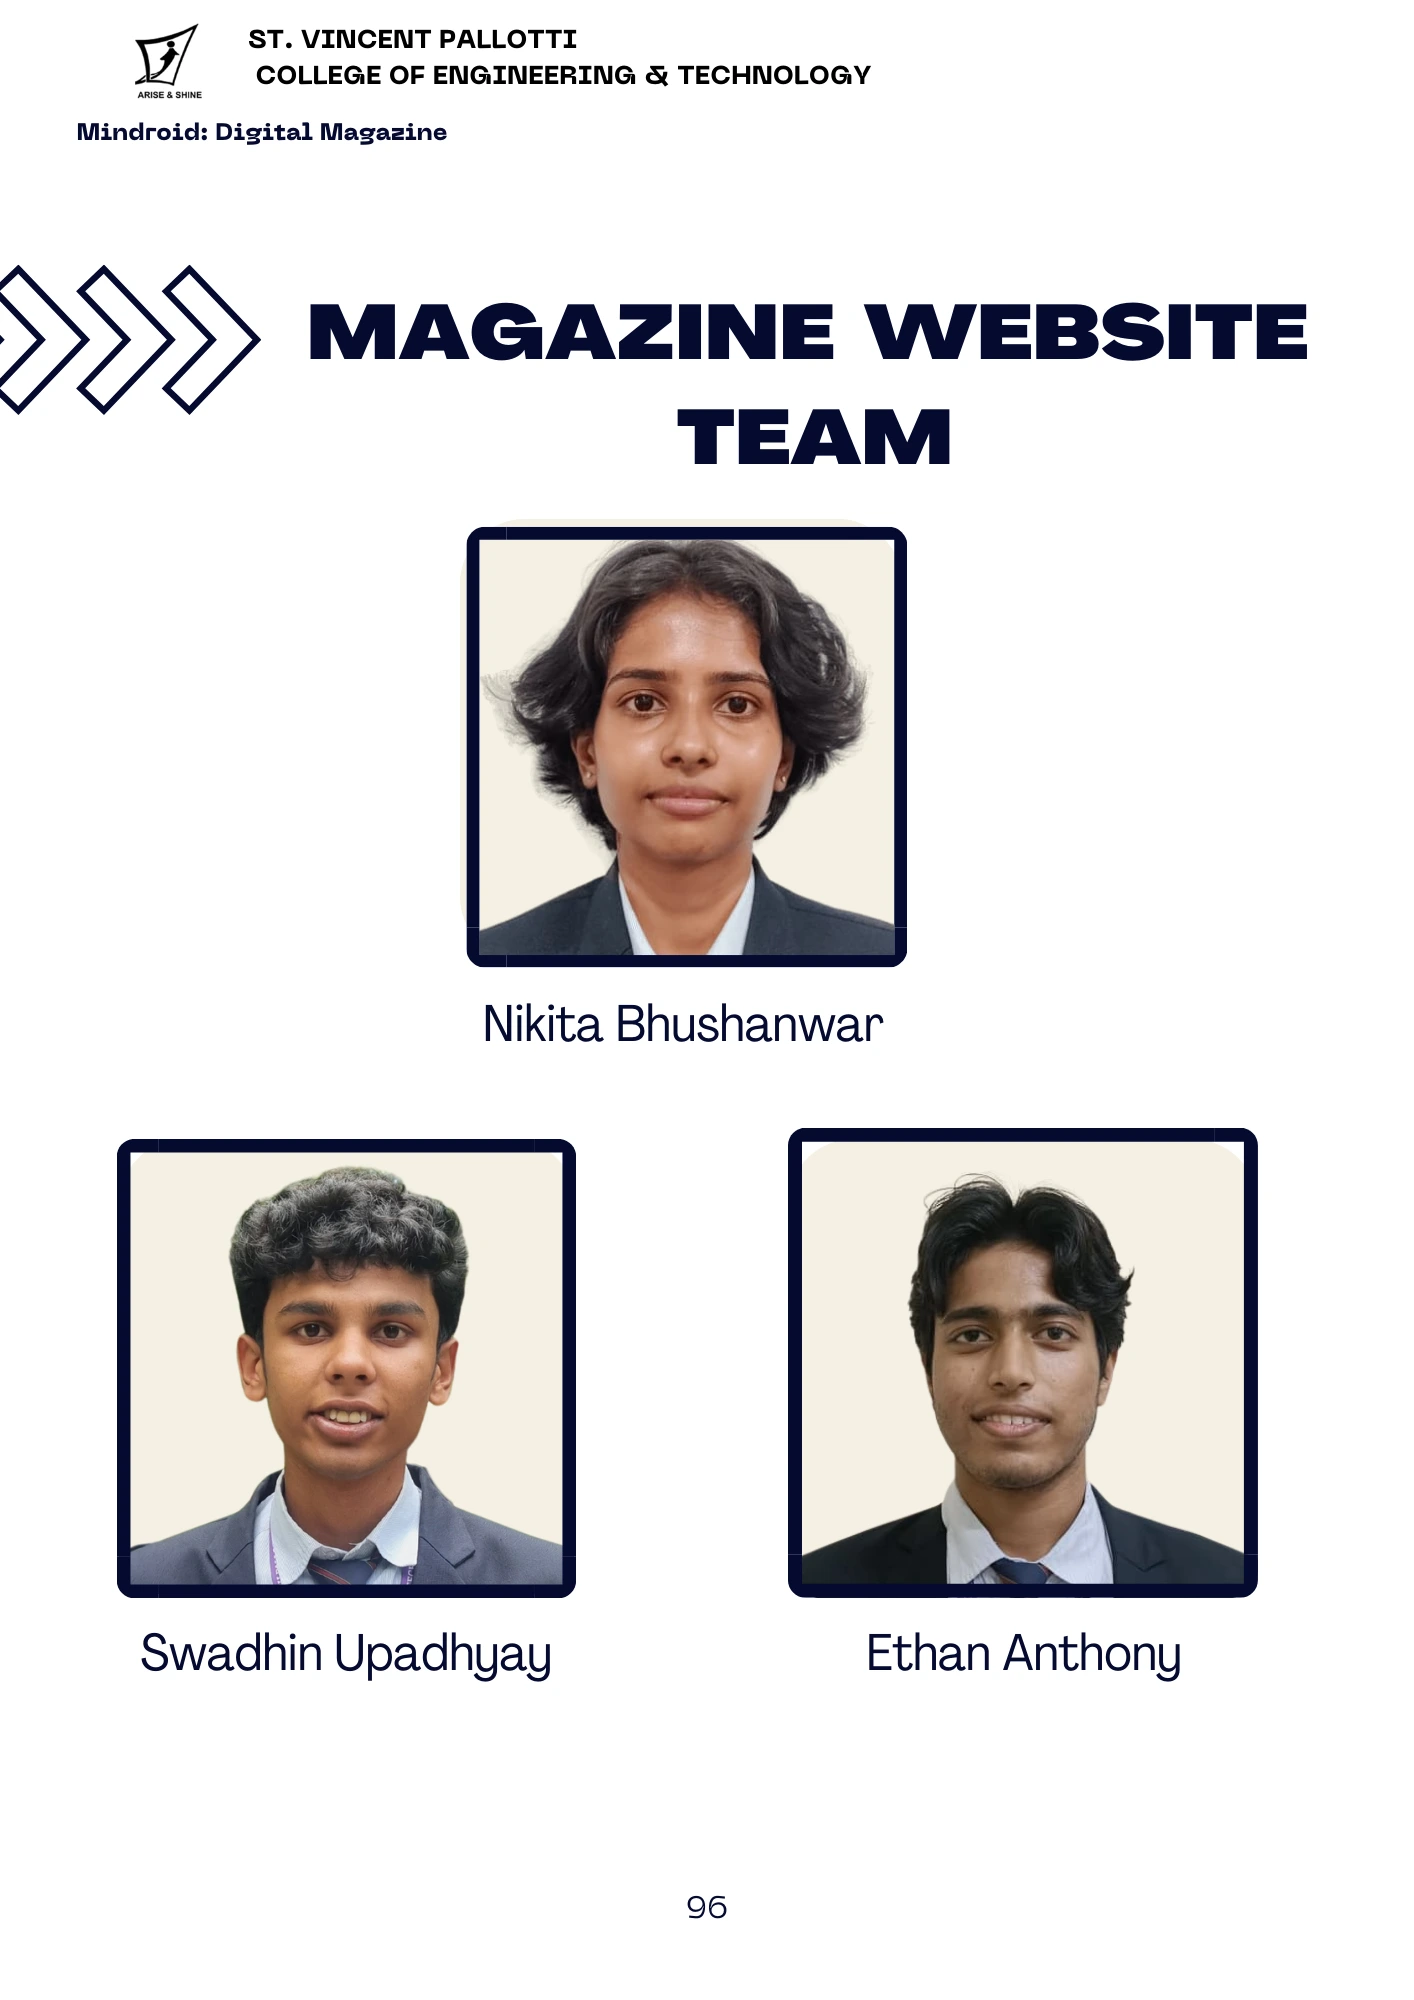 ST. VINCENT PALLOTTI
COLLEGE OF ENGINEERING & TECHNOLOGY
ARISE & SHINE
Mindroid: Digital Magazine
MAGAZINE WEBSITE
TEAM
Nikita Bhushanwar
Swadhin Upadhyay
Ethan Anthony
96